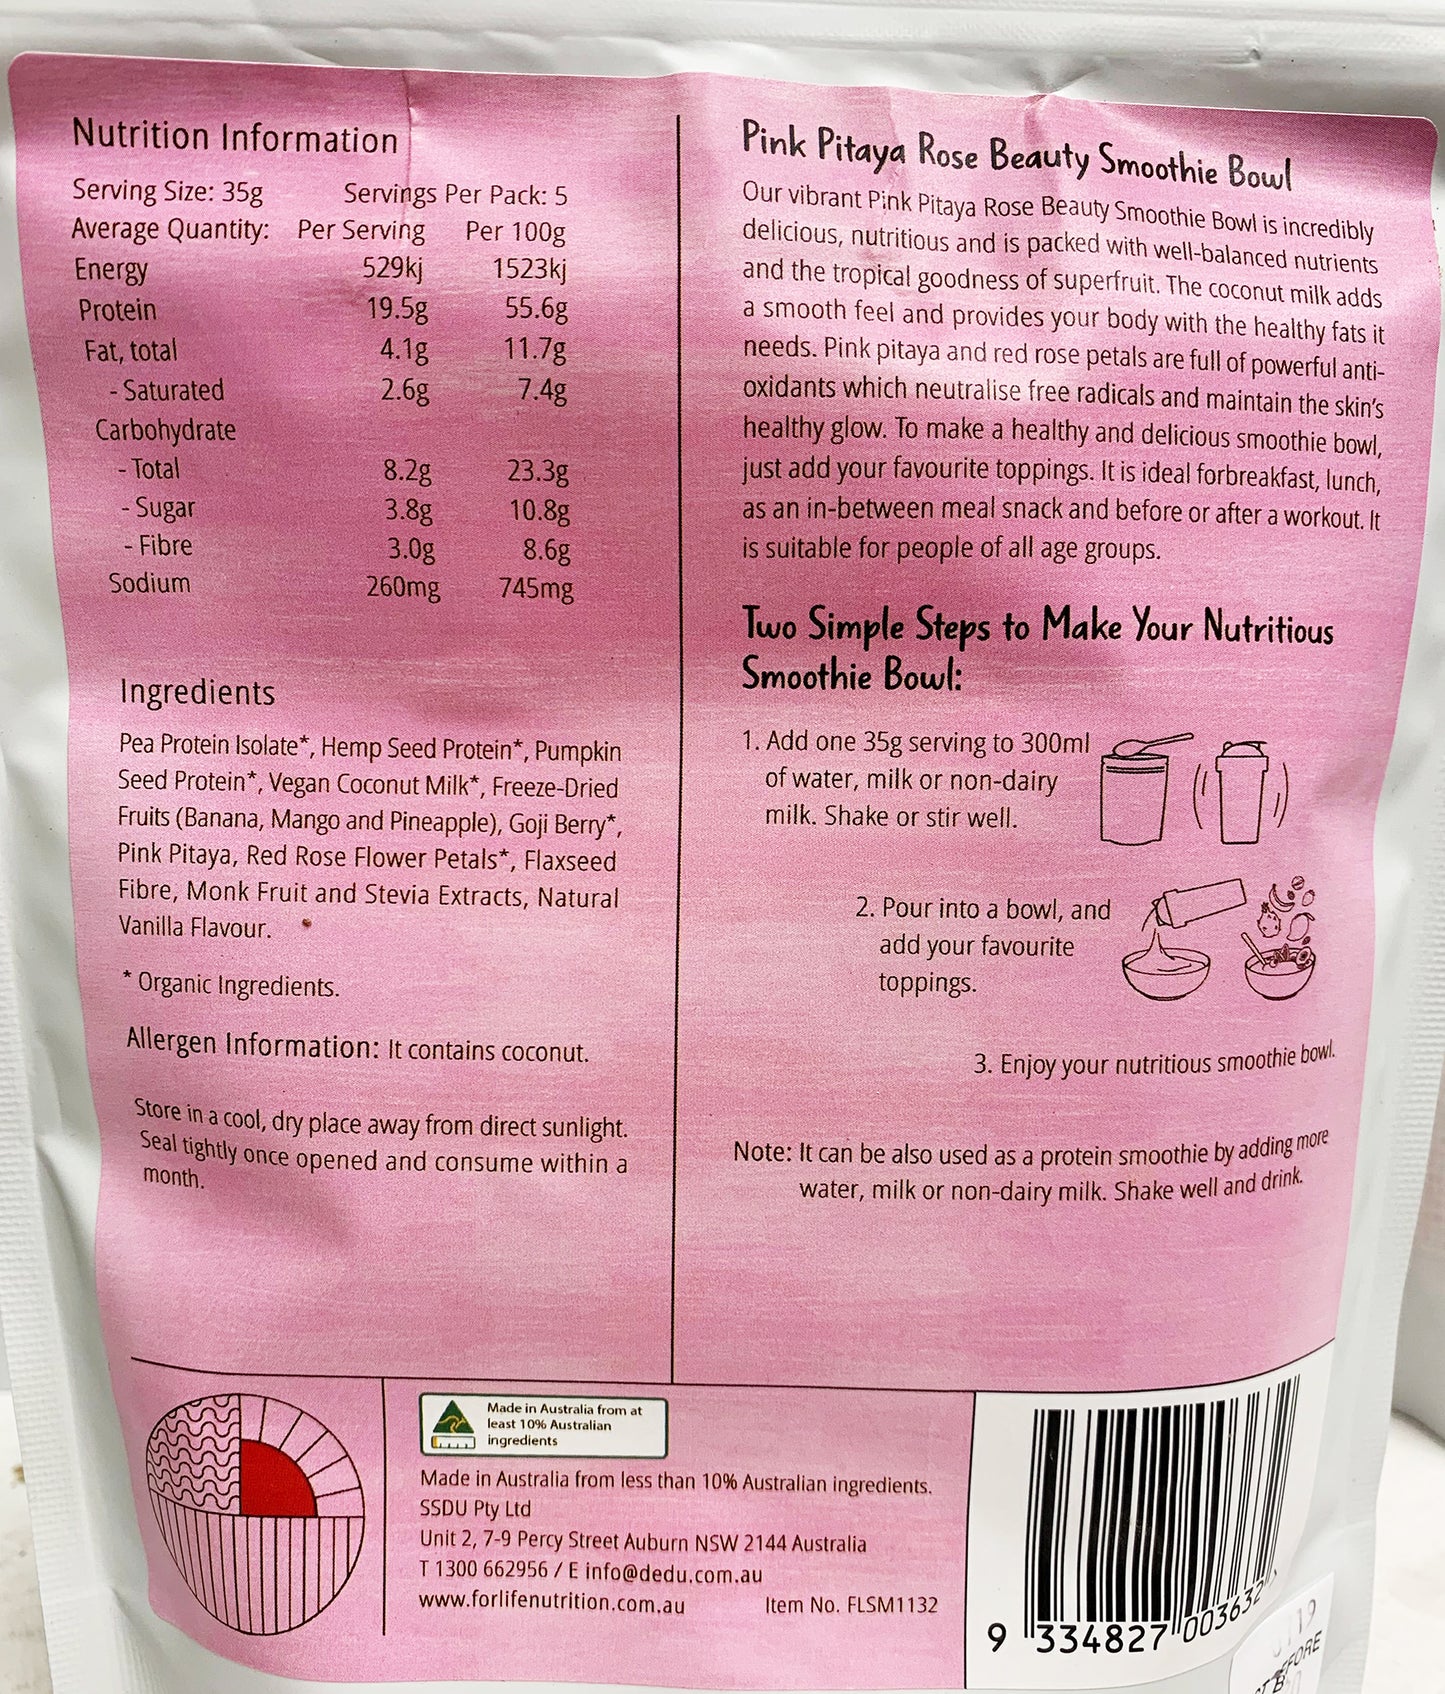 Nutrition Information
Serving Size: 35g Servings Per Pack: 5
Average Quantity: Per Serving Per 100g
Energy 529kj 1523kj
Protein 19.5g 55.6g
Fat, total 4.1g 11.7g
- Saturated 2.6g 7.4g
Carbohydrate
- Total 8.2g 23.3g
- Sugar 3.8g 10.8g
- Fibre 3.0g 8.6g
Sodium 260mg 745mg
Ingredients
Pea Protein Isolate*, Hemp Seed Protein*, Pumpkin
Seed Protein*, Vegan Coconut Milk*, Freeze-Dried
Fruits (Banana, Mango and Pineapple), Goji Berry*,
Pink Pitaya, Red Rose Flower Petals*, Flaxseed
Fibre, Monk Fruit and Stevia Extracts, Natural
Vanilla Flavour.
* Organic Ingredients.
Allergen Information: It contains coconut.
Store in a cool, dry place away from direct sunlight.
Seal tightly once opened and consume within a
month.
Pink Pitaya Rose Beauty Smoothie Bowl
Our vibrant Pink Pitaya Rose Beauty Smoothie Bowl is incredibly
delicious, nutritious and is packed with well-balanced nutrients
and the tropical goodness of superfruit. The coconut milk adds
a smooth feel and provides your body with the healthy fats it
needs. Pink pitaya and red rose petals are full of powerful anti-
oxidants which neutralise free radicals and maintain the skin's
healthy glow. To make a healthy and delicious smoothie bowl,
just add your favourite toppings. It is ideal forbreakfast, lunch,
as an in-between meal snack and before or after a workout. It
is suitable for people of all age groups.
Two Simple Steps to Make Your Nutritious
Smoothie Bowl:
1. Add one 35g serving to 300ml
of water, milk or non-dairy
milk. Shake or stir well.
2. Pour into a bowl, and
add your favourite
toppings.
3. Enjoy your nutritious smoothie bowl.
Note: It can be also used as a protein smoothie by adding more
water, milk or non-dairy milk. Shake well and drink.
Made in Australia from at
least 10% Australian
ingredients
Made in Australia from less than 10% Australian ingredients.
SSDU Pty Ltd
Unit 2, 7-9 Percy Street Auburn NSW 2144 Australia
T 1300 662956 / E info@dedu.com.au
www.forlifenutrition.com.au Item No. FLSM1132
9 334827 003632